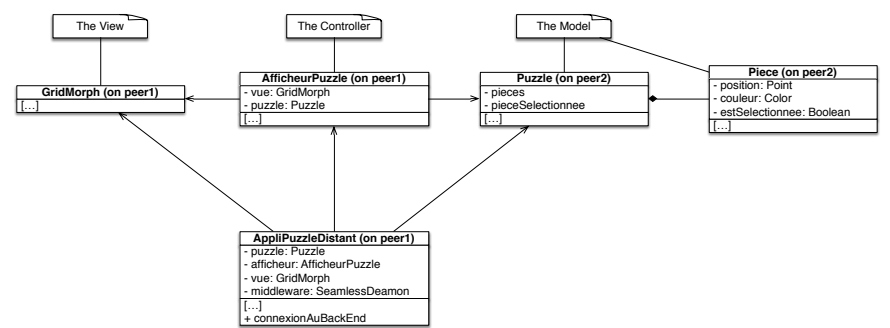 The View
The Controller
The Model
GridMorph (on peer1)
[...]
AfficheurPuzzle (on peer1)
- vue: GridMorph
- puzzle: Puzzle
[...]
Puzzle (on peer2)
- pieces
- pieceSelectionnee
[...]
Piece (on peer2)
- position: Point
- couleur: Color
- estSelectionnee: Boolean
[...]
AppliPuzzleDistant (on peer1)
- puzzle: Puzzle
- afficheur: AfficheurPuzzle
- vue: GridMorph
- middleware: SeamlessDeamon
[...]
+ connexionAuBackEnd